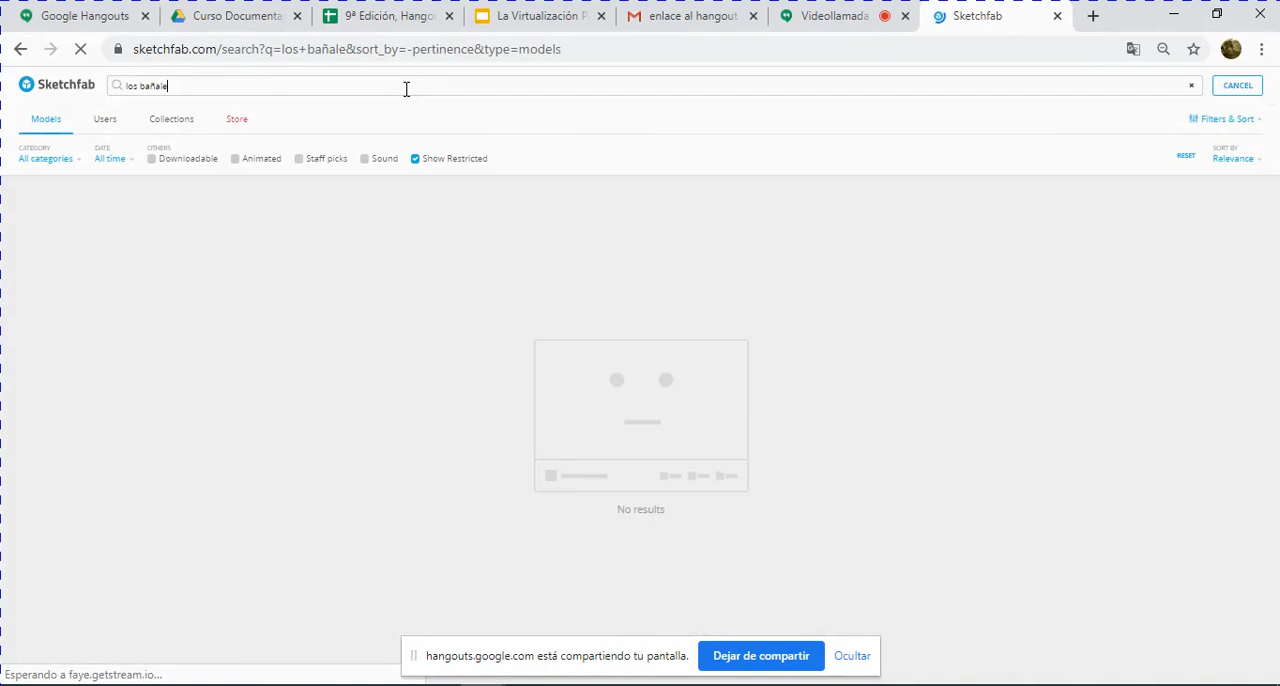 Google Hangouts
Curso Documenta
9ª Edición, Hangou
La Virtualización P
enlace al hangout
Videollamada
Sketchfab
sketchfab.com/search?q=los+bañale&sort_by=-pertinence&type=models
Sketchfab
los bañale
CANCEL
Models
Users
Collections
Store
Filters & Sort
CATEGORY
DATE
OTHERS
All categories
All time
Downloadable
Animated
Staff picks
Sound
Show Restricted
RESET
SORT BY
Relevance
No results
hangouts.google.com está compartiendo tu pantalla.
Dejar de compartir
Ocultar
Esperando a faye.getstream.io...